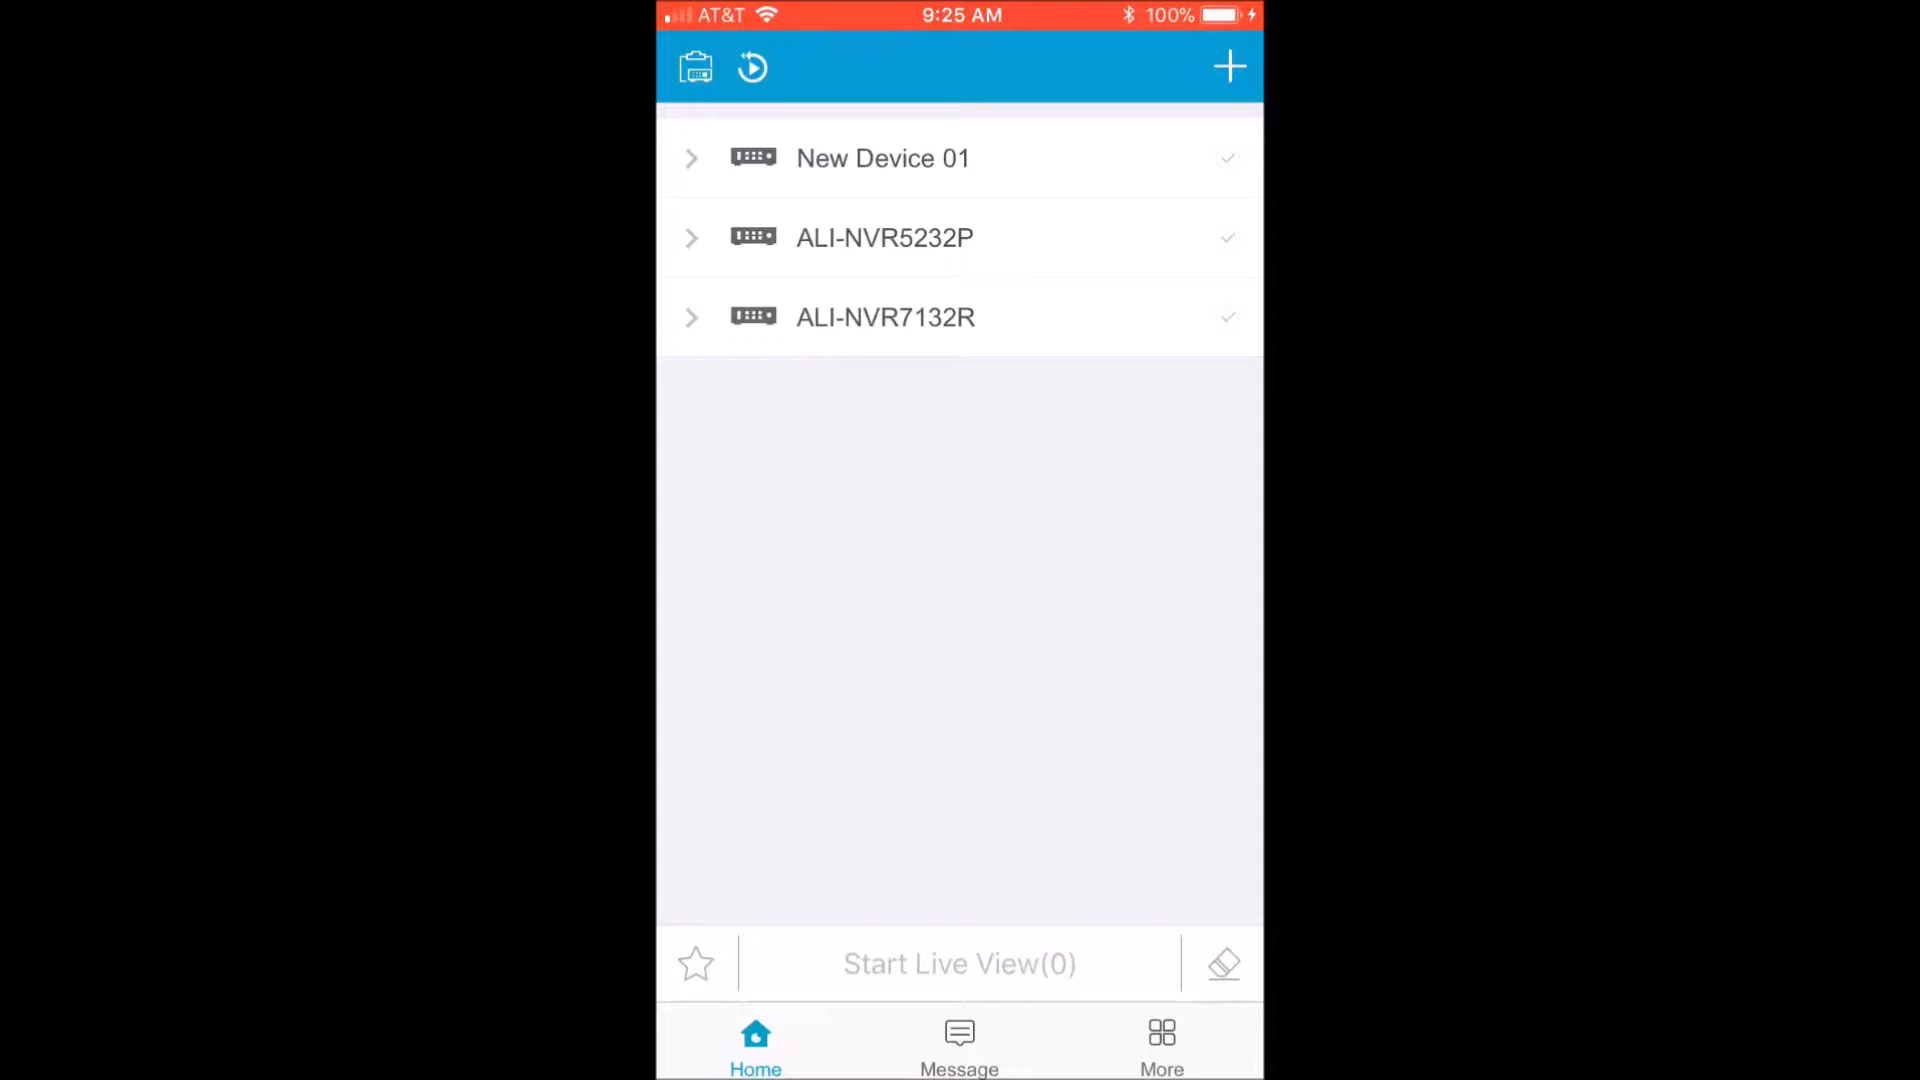 AT&T 9:25 AM 100%
New Device 01
ALI-NVR5232P
ALI-NVR7132R
Start Live View(0)
Home Message More